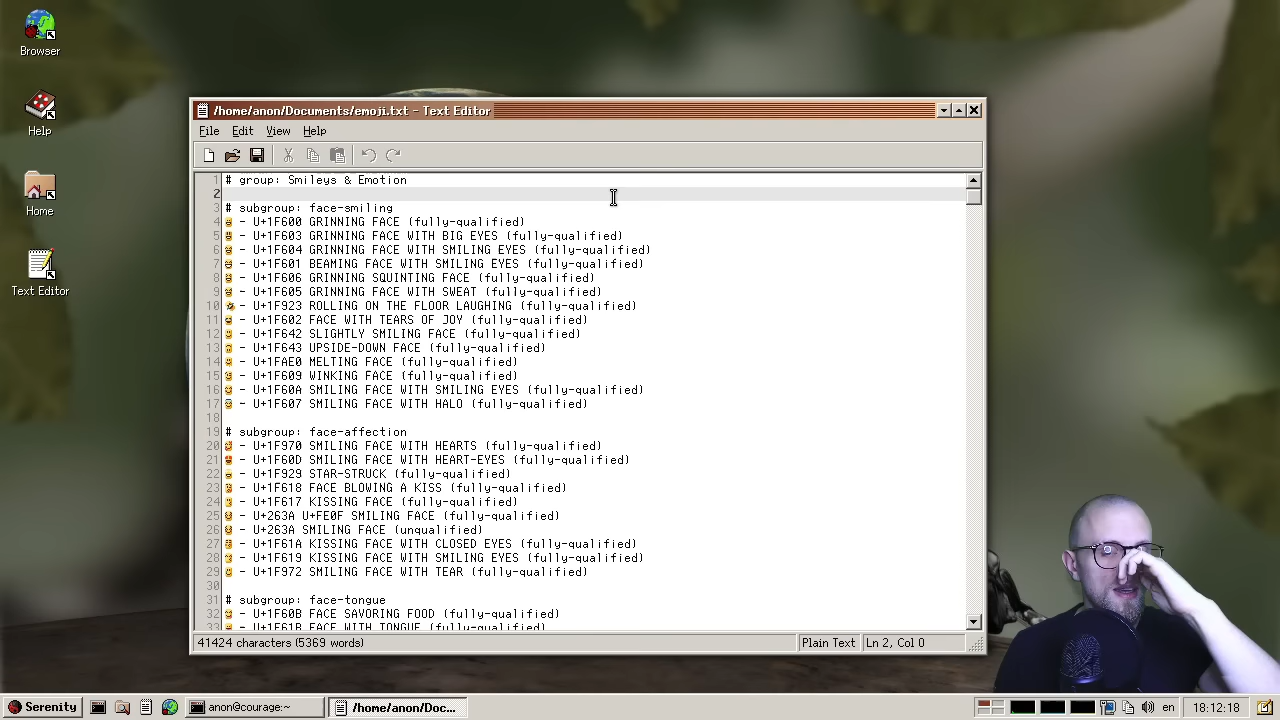 Browser
Help
Home
Text Editor
/home/anon/Documents/emoji.txt - Text Editor
File Edit View Help
1 # group: Smileys & Emotion
2
3 # subgroup: face-smiling
4 😀 - U+1F600 GRINNING FACE (fully-qualified)
5 😃 - U+1F603 GRINNING FACE WITH BIG EYES (fully-qualified)
6 😄 - U+1F604 GRINNING FACE WITH SMILING EYES (fully-qualified)
7 😁 - U+1F601 BEAMING FACE WITH SMILING EYES (fully-qualified)
8 😆 - U+1F606 GRINNING SQUINTING FACE (fully-qualified)
9 😅 - U+1F605 GRINNING FACE WITH SWEAT (fully-qualified)
10 🤣 - U+1F923 ROLLING ON THE FLOOR LAUGHING (fully-qualified)
11 😂 - U+1F602 FACE WITH TEARS OF JOY (fully-qualified)
12 🙂 - U+1F642 SLIGHTLY SMILING FACE (fully-qualified)
13 🙃 - U+1F643 UPSIDE-DOWN FACE (fully-qualified)
14 🫠 - U+1FAE0 MELTING FACE (fully-qualified)
15 😉 - U+1F609 WINKING FACE (fully-qualified)
16 😊 - U+1F60A SMILING FACE WITH SMILING EYES (fully-qualified)
17 😇 - U+1F607 SMILING FACE WITH HALO (fully-qualified)
18
19 # subgroup: face-affection
20 🥰 - U+1F970 SMILING FACE WITH HEARTS (fully-qualified)
21 😍 - U+1F60D SMILING FACE WITH HEART-EYES (fully-qualified)
22 🤩 - U+1F929 STAR-STRUCK (fully-qualified)
23 😘 - U+1F618 FACE BLOWING A KISS (fully-qualified)
24 😗 - U+1F617 KISSING FACE (fully-qualified)
25 ☺️ - U+263A U+FE0F SMILING FACE (fully-qualified)
26 ☺ - U+263A SMILING FACE (unqualified)
27 😚 - U+1F61A KISSING FACE WITH CLOSED EYES (fully-qualified)
28 😙 - U+1F619 KISSING FACE WITH SMILING EYES (fully-qualified)
29 🥲 - U+1F972 SMILING FACE WITH TEAR (fully-qualified)
30
31 # subgroup: face-tongue
32 😋 - U+1F60B FACE SAVORING FOOD (fully-qualified)
33 😛 - U+1F61B FACE WITH TONGUE (fully-qualified)
41424 characters (5369 words) Plain Text Ln 2, Col 0
Serenity anon@courage:~ /home/anon/Doc... en 18:12:18